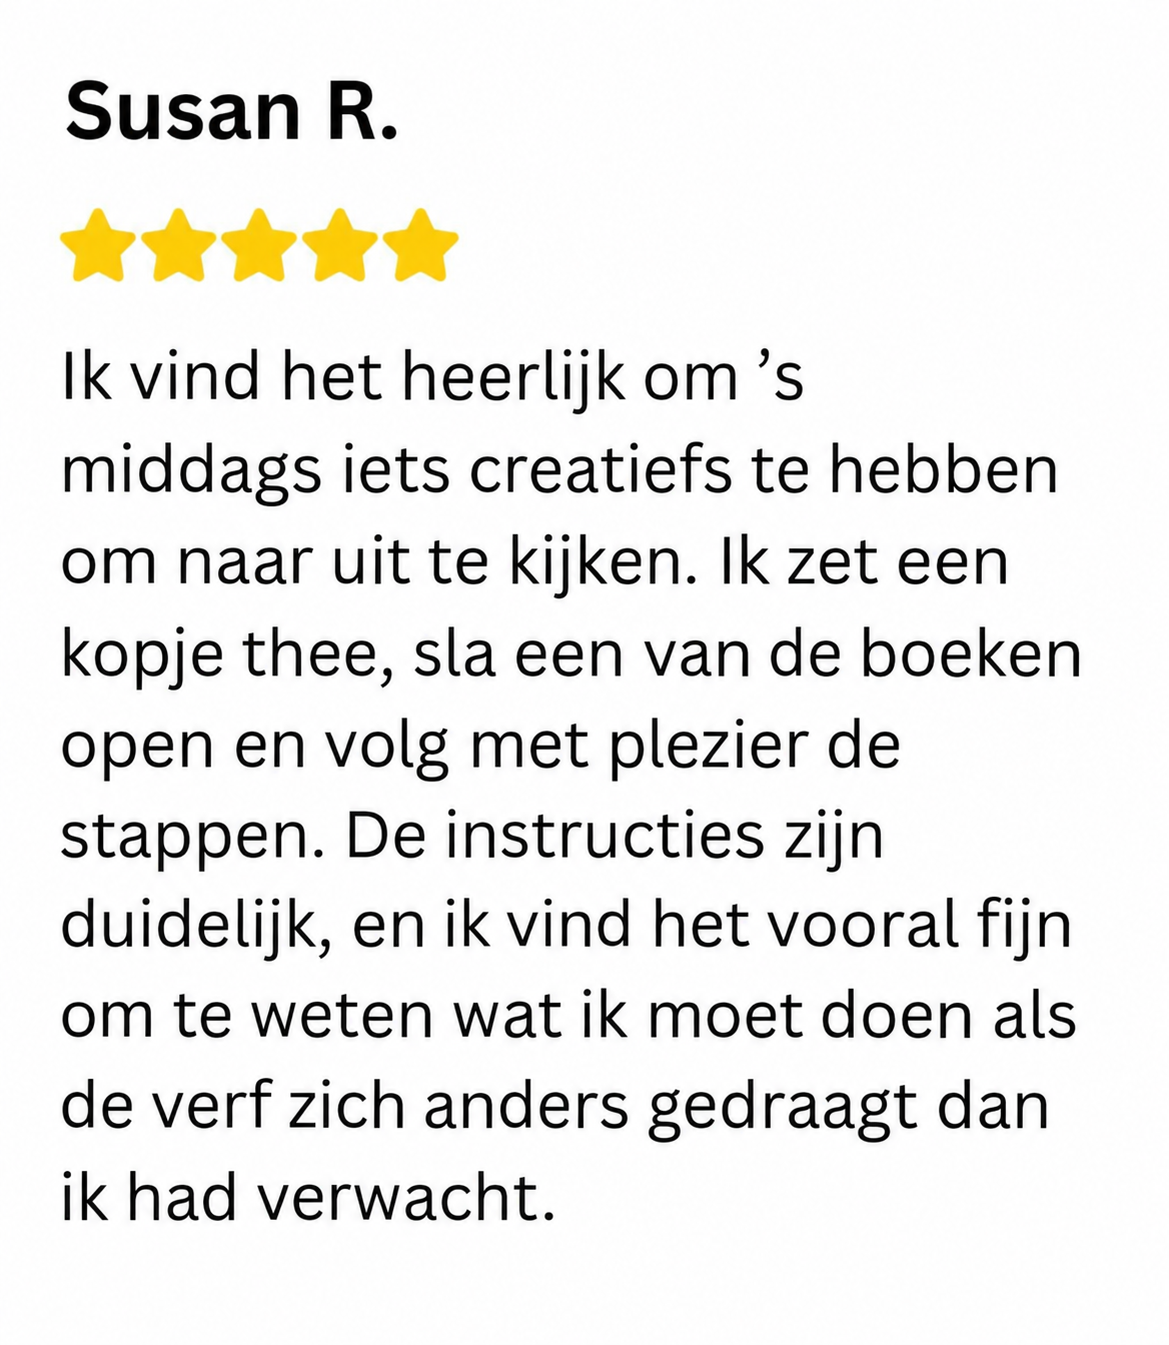 Susan R.
Ik vind het heerlijk om ’s
middags iets creatiefs te hebben
om naar uit te kijken. Ik zet een
kopje thee, sla een van de boeken
open en volg met plezier de
stappen. De instructies zijn
duidelijk, en ik vind het vooral fijn
om te weten wat ik moet doen als
de verf zich anders gedraagt dan
ik had verwacht.